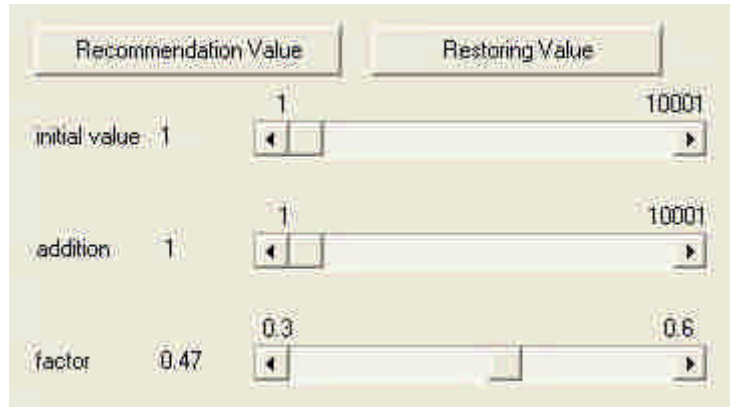 Recommendation Value Restoring Value
1 10001
initial value 1
1 10001
addition 1
0.3 0.6
factor 0.47